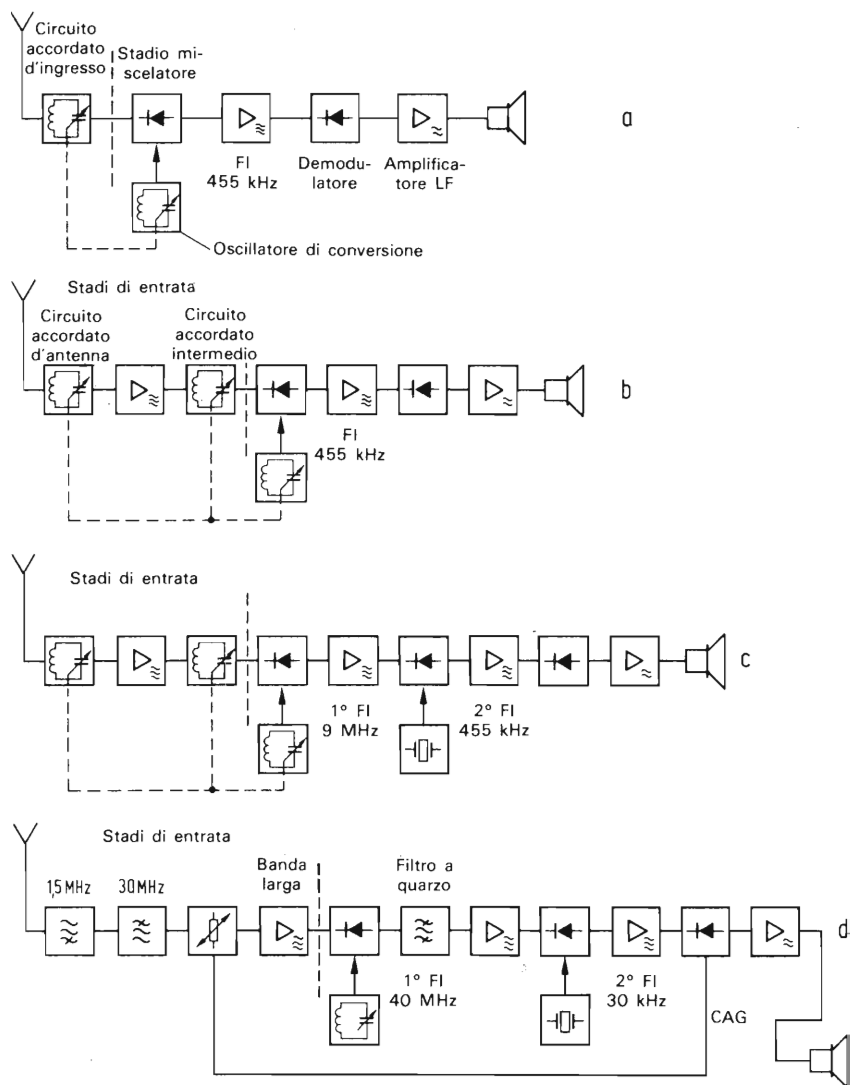 Circuito
accordato
d'ingresso
Stadio mi-
scelatore
FI
455 kHz
Demodu-
latore
Amplifica-
tore LF
a
Oscillatore di conversione
Stadi di entrata
Circuito
accordato
d'antenna
Circuito
accordato
intermedio
b
FI
455 kHz
Stadi di entrata
c
1° FI
9 MHz
2° FI
455 kHz
Stadi di entrata
1,5 MHz
30 MHz
Banda
larga
Filtro a
quarzo
d
1° FI
40 MHz
2° FI
30 kHz
CAG